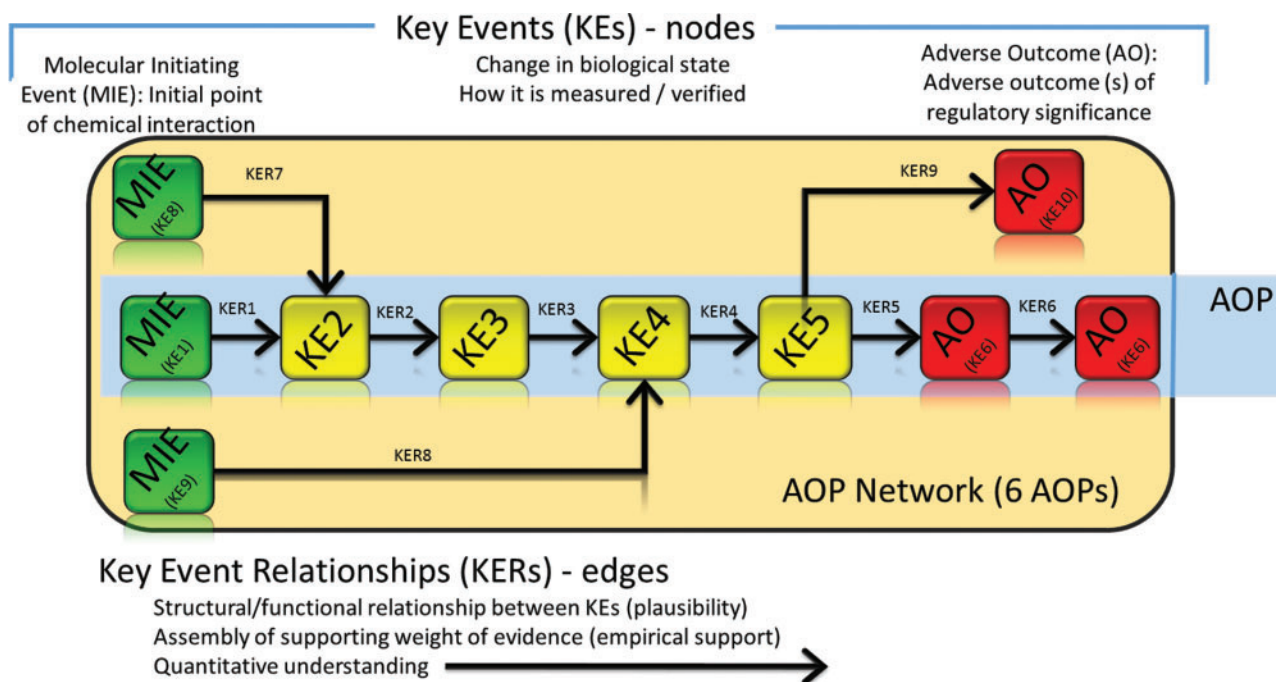 Key Events (KEs) - nodes
Molecular Initiating
Event (MIE): Initial point
of chemical interaction
Change in biological state
How it is measured / verified
Adverse Outcome (AO):
Adverse outcome (s) of
regulatory significance
MIE
(KE8)
KER7
KER9
AO
(KE10)
MIE
(KE1)
KER1
KE2
KER2
KE3
KER3
KE4
KER4
KE5
KER5
AO
(KE6)
KER6
AO
(KE6)
AOP
MIE
(KE9)
KER8
AOP Network (6 AOPs)
Key Event Relationships (KERs) - edges
Structural/functional relationship between KEs (plausibility)
Assembly of supporting weight of evidence (empirical support)
Quantitative understanding